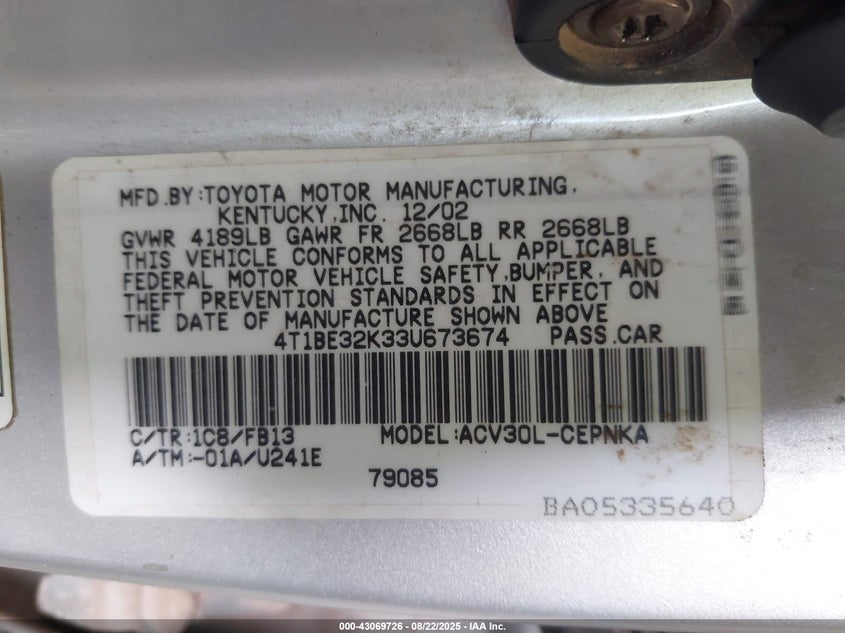 MFD.BY:TOYOTA MOTOR MANUFACTURING,
KENTUCKY,INC. 12/02
GVWR 4189LB GAWR FR 2668LB RR 2668LB
THIS VEHICLE CONFORMS TO ALL APPLICABLE
FEDERAL MOTOR VEHICLE SAFETY,BUMPER, AND
THEFT PREVENTION STANDARDS IN EFFECT ON
THE DATE OF MANUFACTURE SHOWN ABOVE
4T1BE32K33U673674 PASS.CAR
C/TR:1C8/FB13 MODEL:ACV30L-CEPNKA
A/TM:-01A/U241E
79085
BA05335640
000-43069726 - 08/22/2025 - IAA Inc.